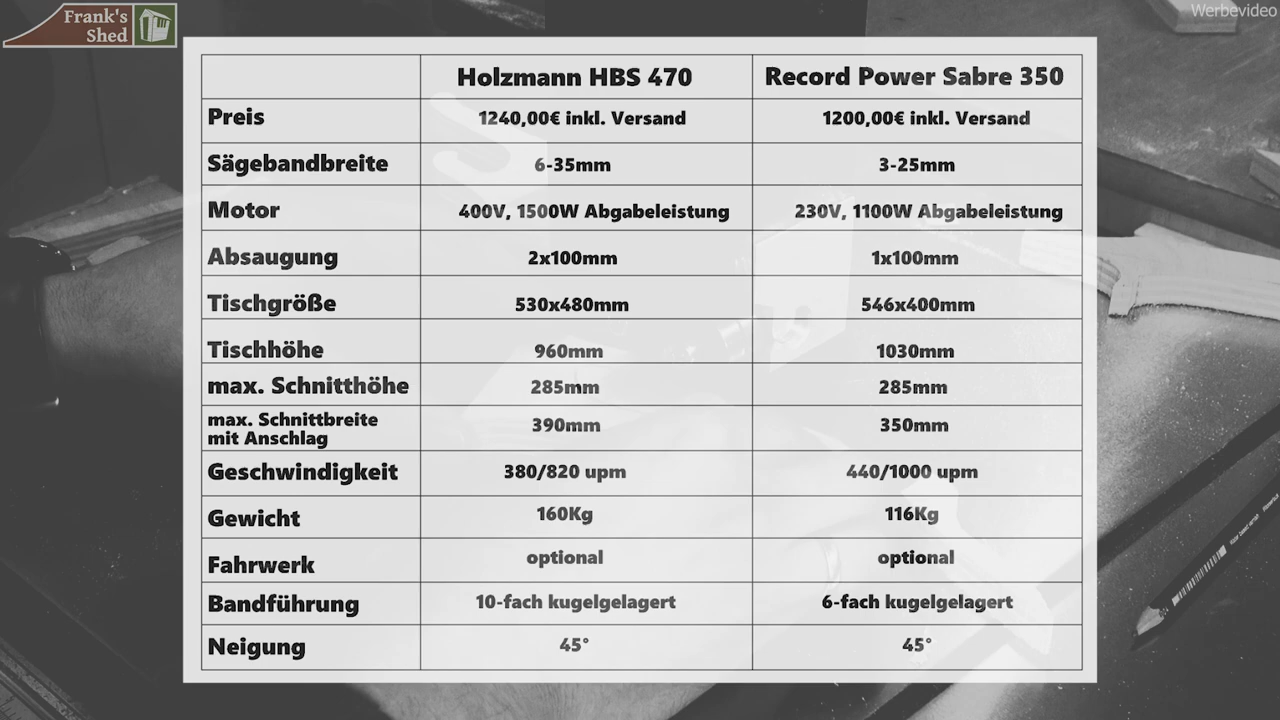 Frank's
Shed
Werbevideo
Holzmann HBS 470 Record Power Sabre 350
Preis 1240,00€ inkl. Versand 1200,00€ inkl. Versand
Sägebandbreite 6-35mm 3-25mm
Motor 400V, 1500W Abgabeleistung 230V, 1100W Abgabeleistung
Absaugung 2x100mm 1x100mm
Tischgröße 530x480mm 546x400mm
Tischhöhe 960mm 1030mm
max. Schnitthöhe 285mm 285mm
max. Schnittbreite
mit Anschlag 390mm 350mm
Geschwindigkeit 380/820 upm 440/1000 upm
Gewicht 160Kg 116Kg
Fahrwerk optional optional
Bandführung 10-fach kugelgelagert 6-fach kugelgelagert
Neigung 45° 45°